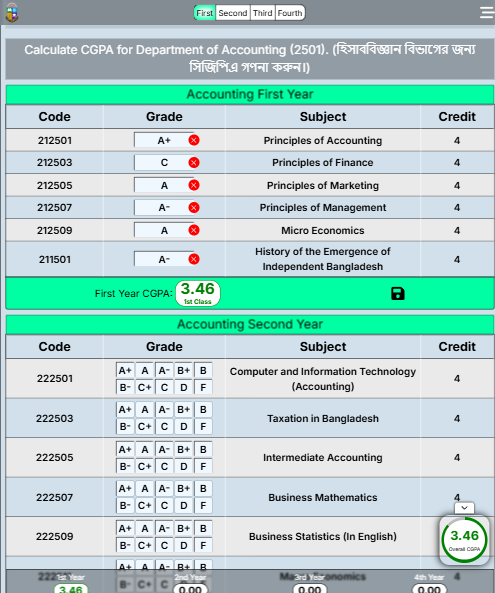 First Second Third Fourth
Calculate CGPA for Department of Accounting (2501). (হিসাববিজ্ঞান বিভাগের জন্য
সিজিপিএ গণনা করুন।)
Accounting First Year
Code Grade Subject Credit
212501 A+ Principles of Accounting 4
212503 C Principles of Finance 4
212505 A Principles of Marketing 4
212507 A- Principles of Management 4
212509 A Micro Economics 4
211501 A- History of the Emergence of
Independent Bangladesh 4
First Year CGPA: 3.46
1st Class
Accounting Second Year
Code Grade Subject Credit
222501 A+ A A- B+ B
B- C+ C D F Computer and Information Technology
(Accounting) 4
222503 A+ A A- B+ B
B- C+ C D F Taxation in Bangladesh 4
222505 A+ A A- B+ B
B- C+ C D F Intermediate Accounting 4
222507 A+ A A- B+ B
B- C+ C D F Business Mathematics 4
222509 A+ A A- B+ B
B- C+ C D F Business Statistics (In English)
3.46
Overall CGPA
A+ A A- B+ B
B- C+ C D F 4
1st Year 2nd Year 3rd Year 4th Year
3.46 0.00 0.00 0.00